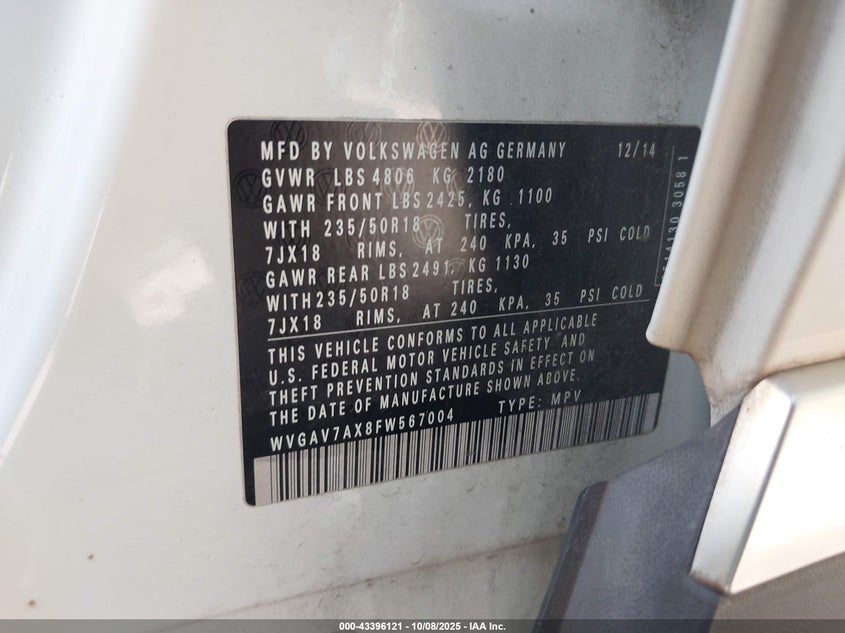 MFD BY VOLKSWAGEN AG GERMANY 12/14
GVWR LBS 4806 KG 2180
GAWR FRONT LBS 2425, KG 1100
WITH 235/50R18 TIRES,
7JX18 RIMS, AT 240 KPA, 35 PSI COLD
GAWR REAR LBS 2491, KG 1130
WITH 235/50R18 TIRES,
7JX18 RIMS, AT 240 KPA, 35 PSI COLD
THIS VEHICLE CONFORMS TO ALL APPLICABLE
U.S. FEDERAL MOTOR VEHICLE SAFETY AND
THEFT PREVENTION STANDARDS IN EFFECT ON
THE DATE OF MANUFACTURE SHOWN ABOVE.
WVGAV7AX8FW567004 TYPE: MPV
3058 1
000-43396121 - 10/08/2025 - IAA Inc.